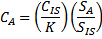 C_A = (C_IS / K) (S_A / S_IS)